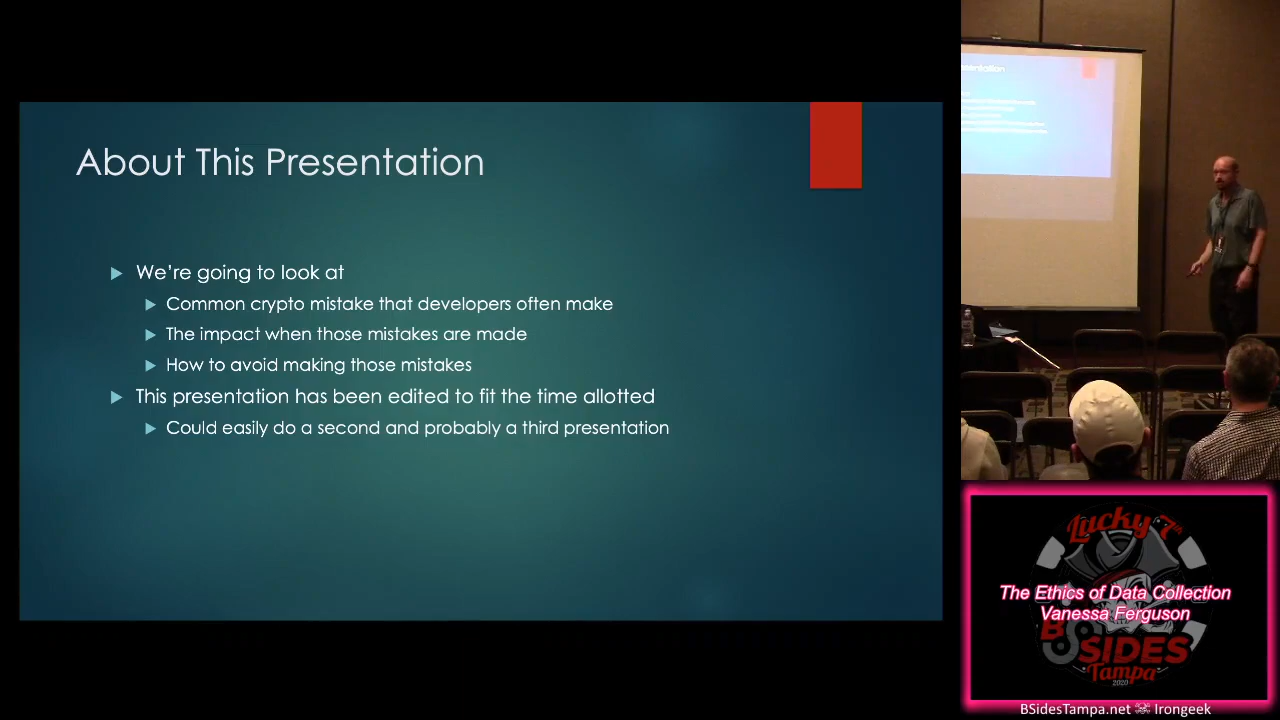 About This Presentation
We're going to look at
Common crypto mistake that developers often make
The impact when those mistakes are made
How to avoid making those mistakes
This presentation has been edited to fit the time allotted
Could easily do a second and probably a third presentation
Lucky 7th
The Ethics of Data Collection
Vanessa Ferguson
BSIDES
Tampa
2020
BSidesTampa.net Irongeek